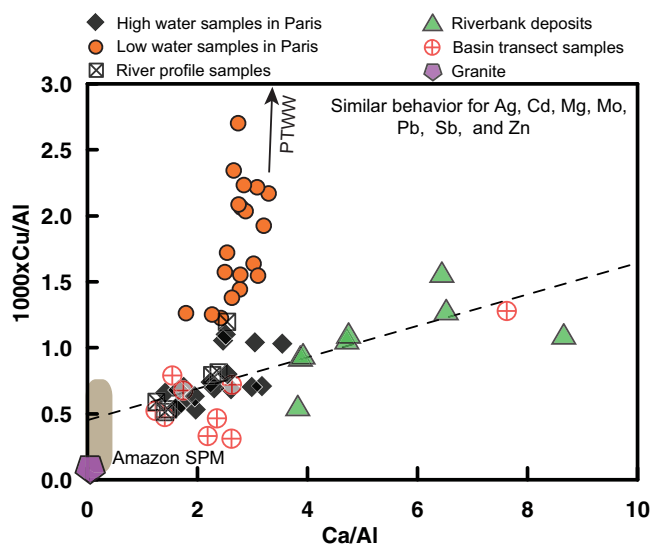 High water samples in Paris
Riverbank deposits
Low water samples in Paris
Basin transect samples
River profile samples
Granite
3.0
Similar behavior for Ag, Cd, Mg, Mo,
Pb, Sb, and Zn
PTWW
2.5
2.0
1.5
1.0
0.5
0.0
1000xCu/Al
Amazon SPM
0 2 4 6 8 10
Ca/Al